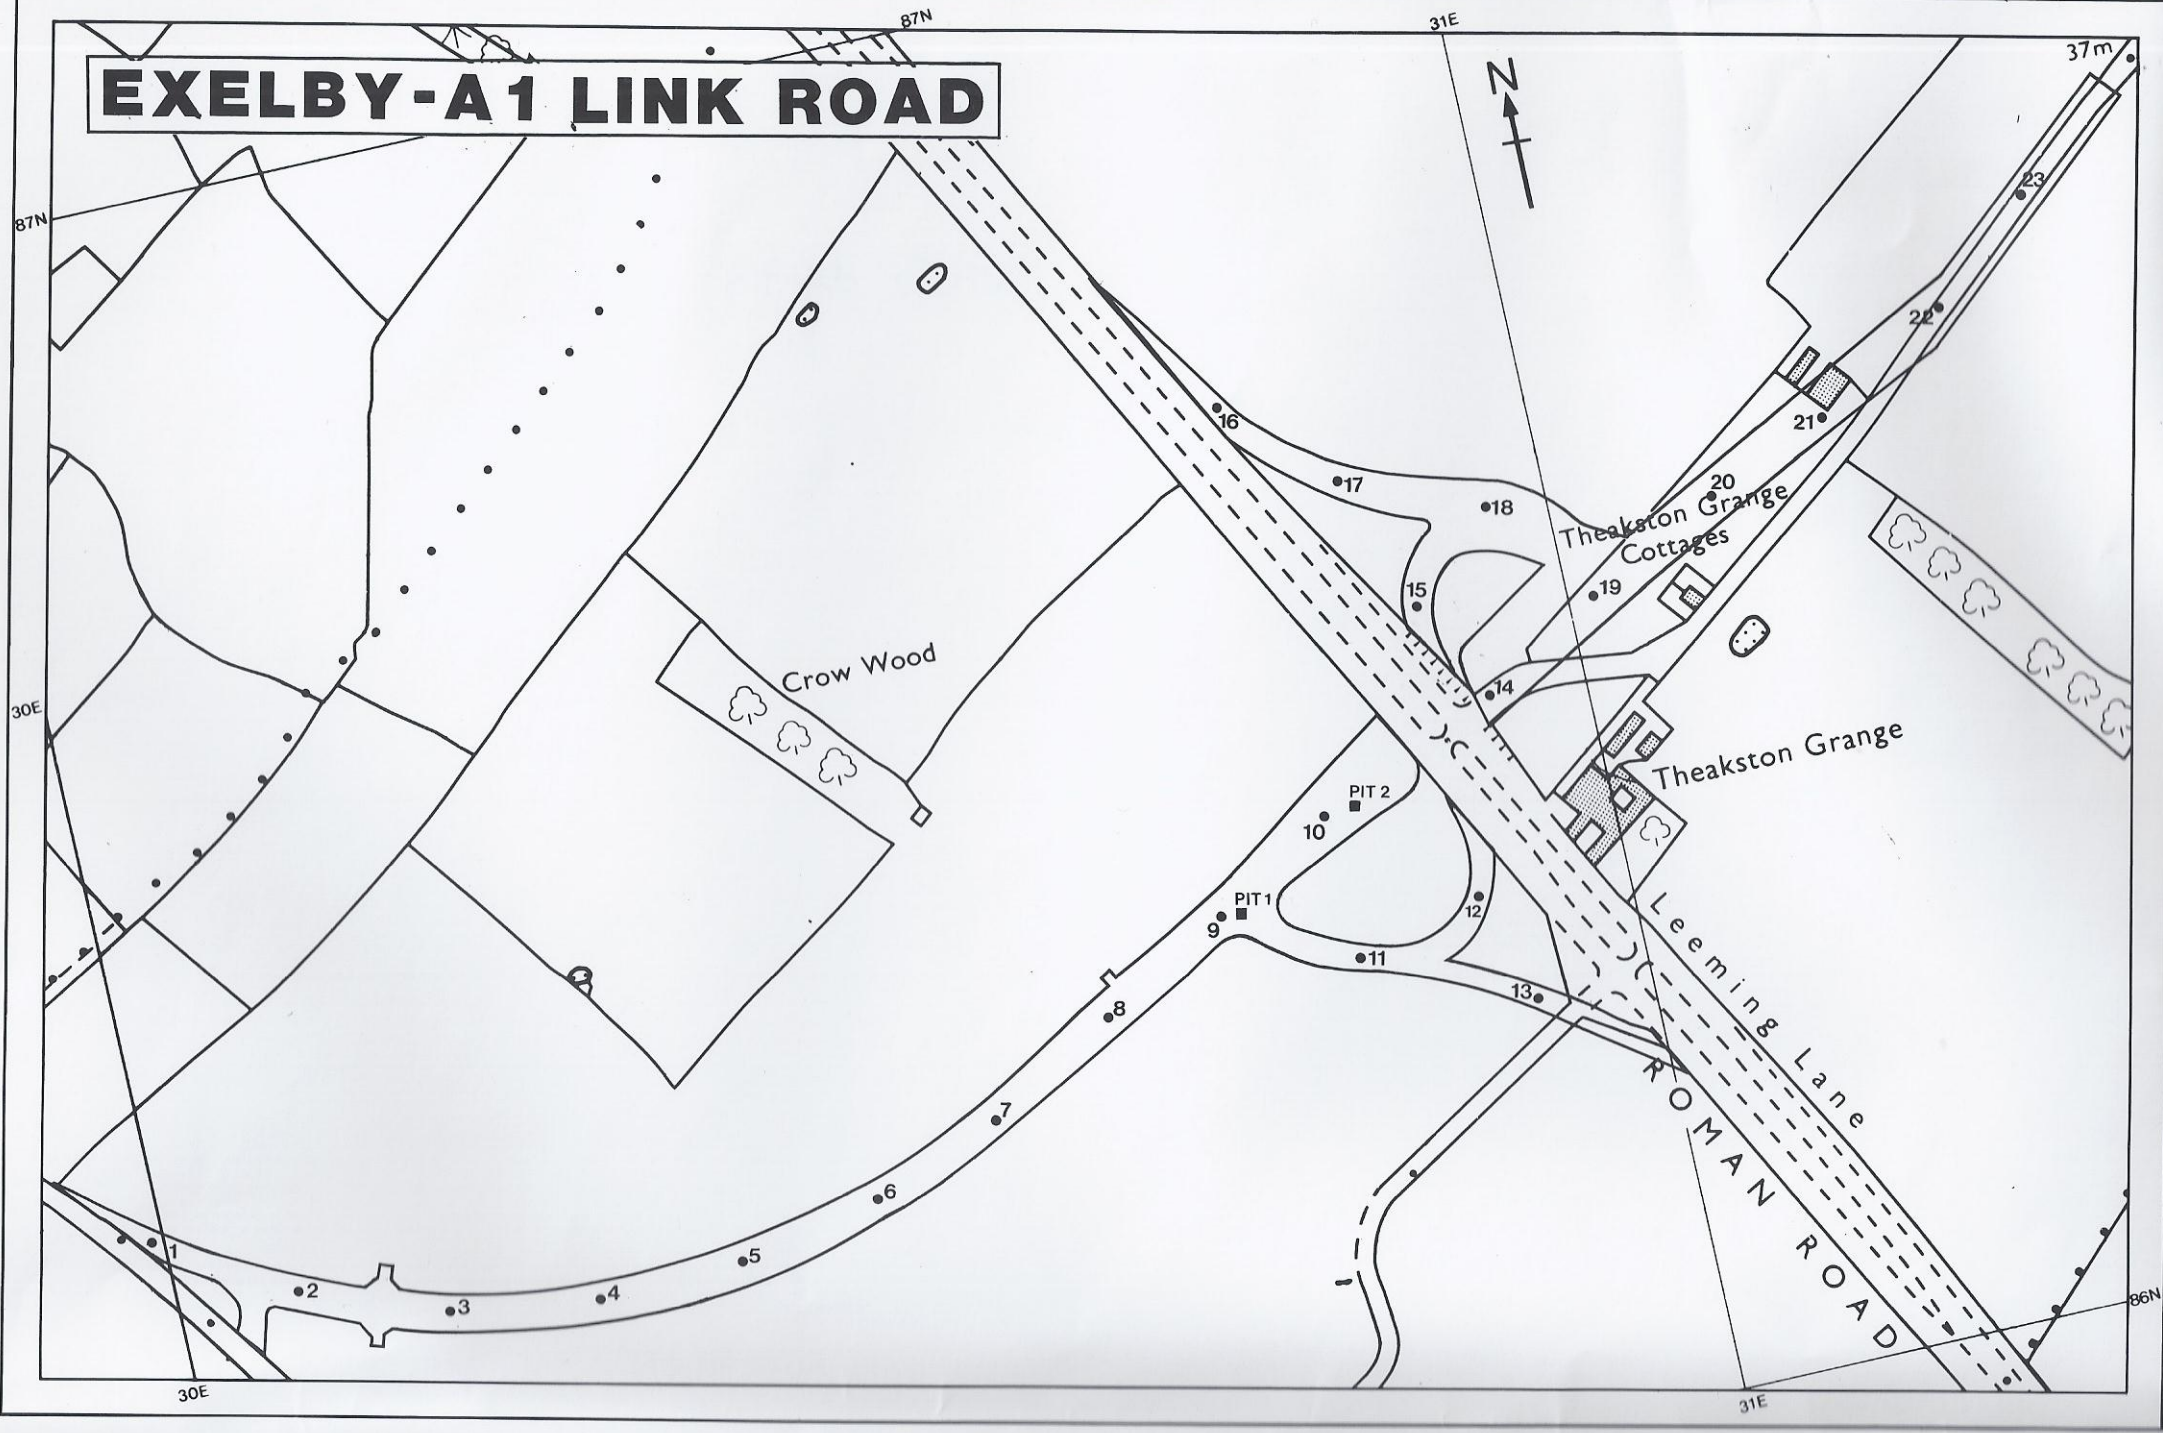 87N
31E
37m
EXELBY-A1 LINK ROAD
N
87N
23
22
16
21
17
20
18
Theakston Grange
Cottages
15
19
Crow Wood
14
30E
Theakston Grange
PIT 2
10
PIT 1
9
12
11
13
8
Leeming Lane
ROMAN ROAD
7
6
1
5
2
4
3
86N
30E
31E